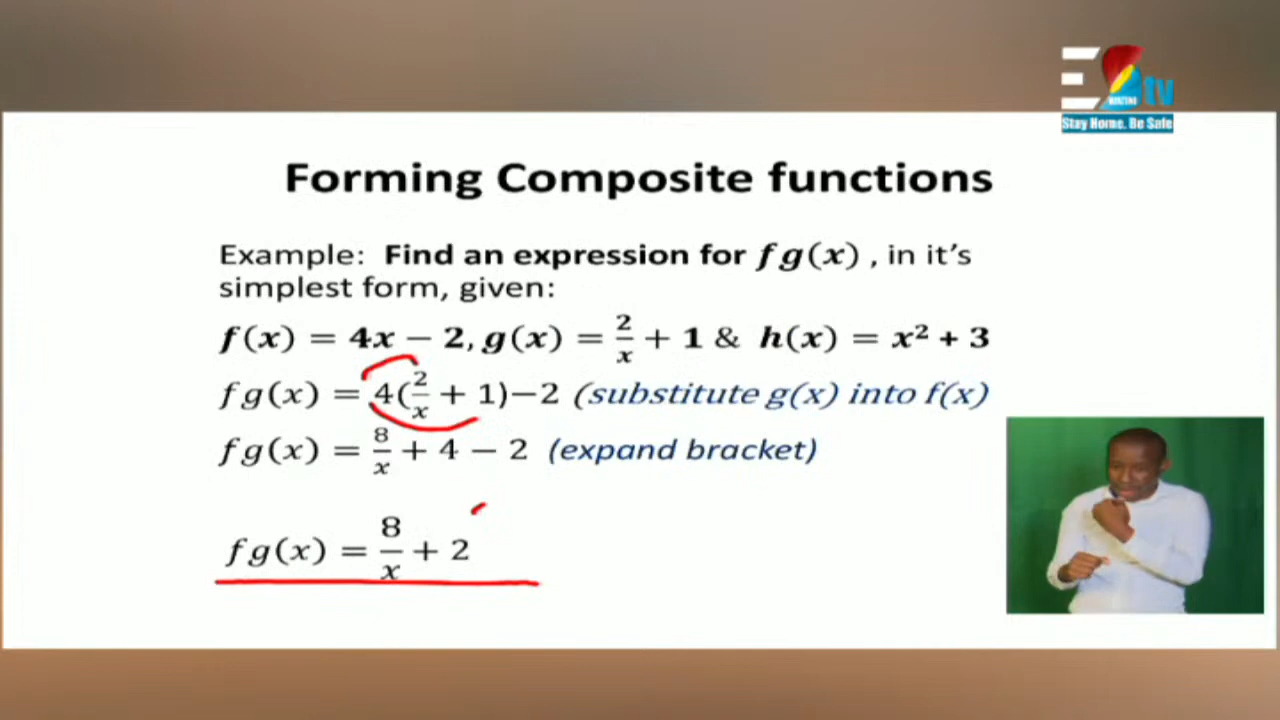 tv
Stay Home. Be Safe
Forming Composite functions
Example: Find an expression for fg(x) , in it's
simplest form, given:
f(x) = 4x − 2, g(x) = 2/x + 1 & h(x) = x² + 3
fg(x) = 4(2/x + 1)−2 (substitute g(x) into f(x)
fg(x) = 8/x + 4 − 2 (expand bracket)
fg(x) = 8/x + 2